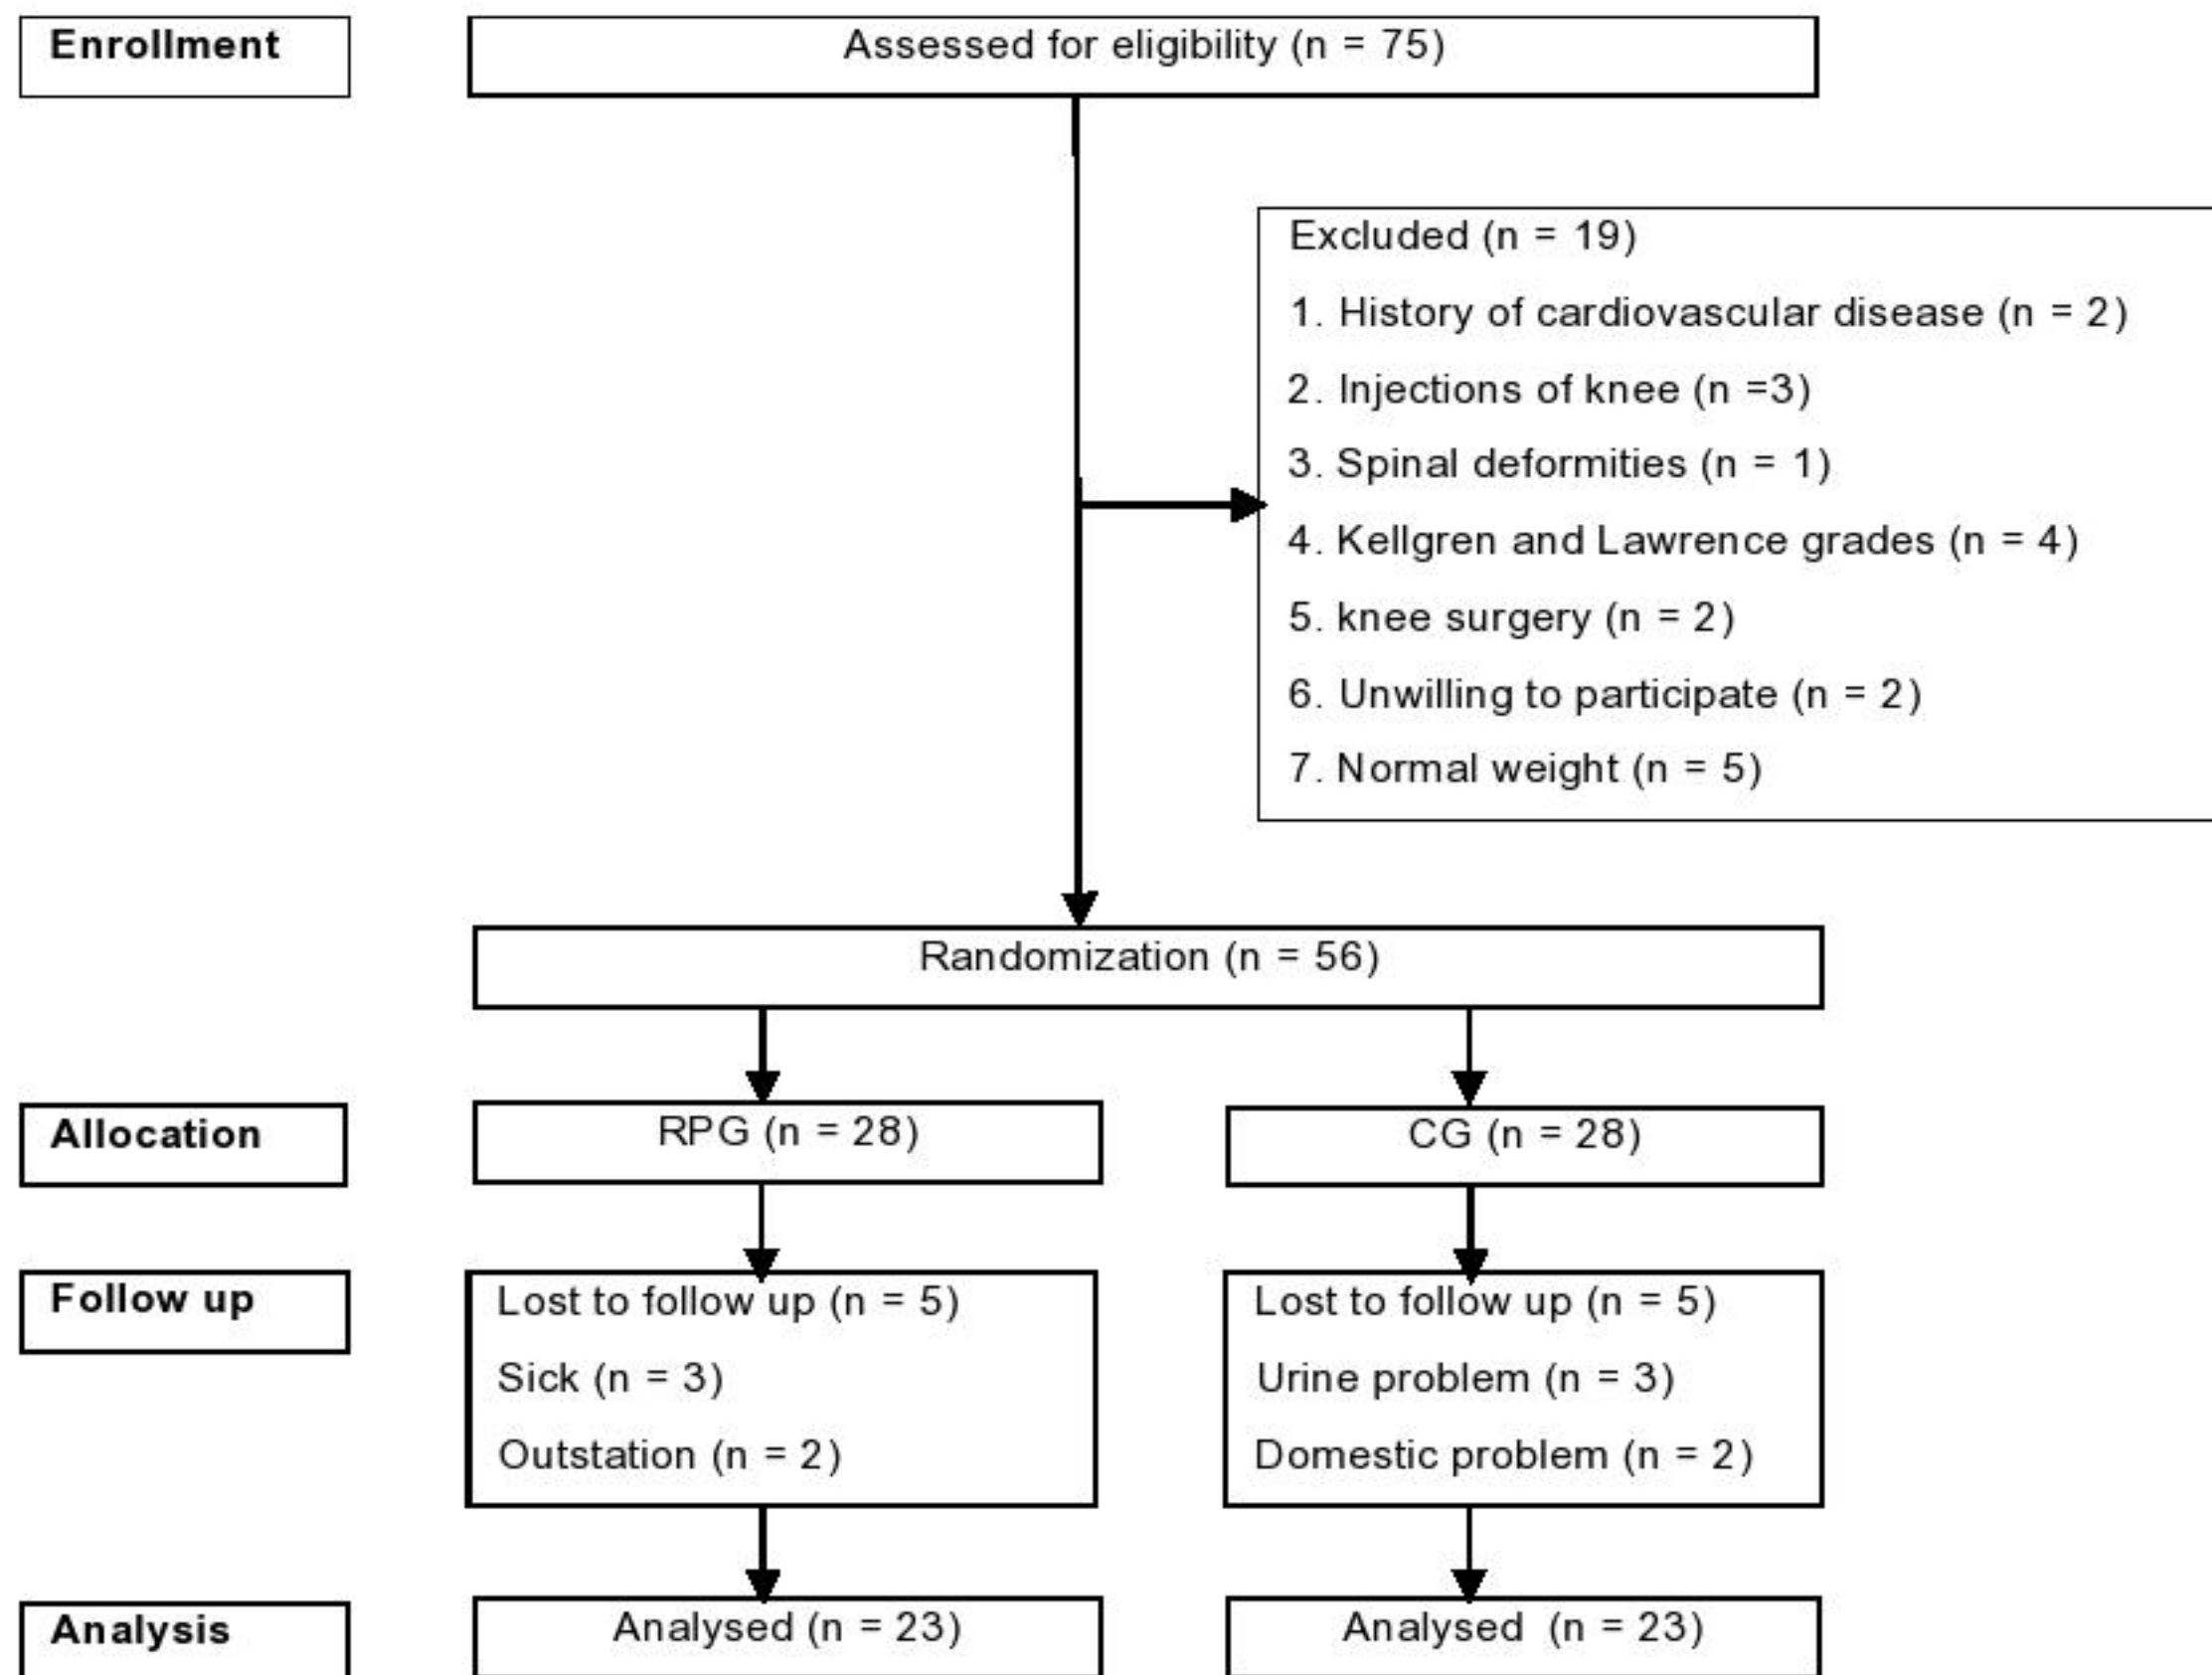 Enrollment
Assessed for eligibility (n = 75)
Excluded (n = 19)
1. History of cardiovascular disease (n = 2)
2. Injections of knee (n =3)
3. Spinal deformities (n = 1)
4. Kellgren and Lawrence grades (n = 4)
5. knee surgery (n = 2)
6. Unwilling to participate (n = 2)
7. Normal weight (n = 5)
Randomization (n = 56)
Allocation
RPG (n = 28)
CG (n = 28)
Follow up
Lost to follow up (n = 5)
Sick (n = 3)
Outstation (n = 2)
Lost to follow up (n = 5)
Urine problem (n = 3)
Domestic problem (n = 2)
Analysis
Analysed (n = 23)
Analysed (n = 23)